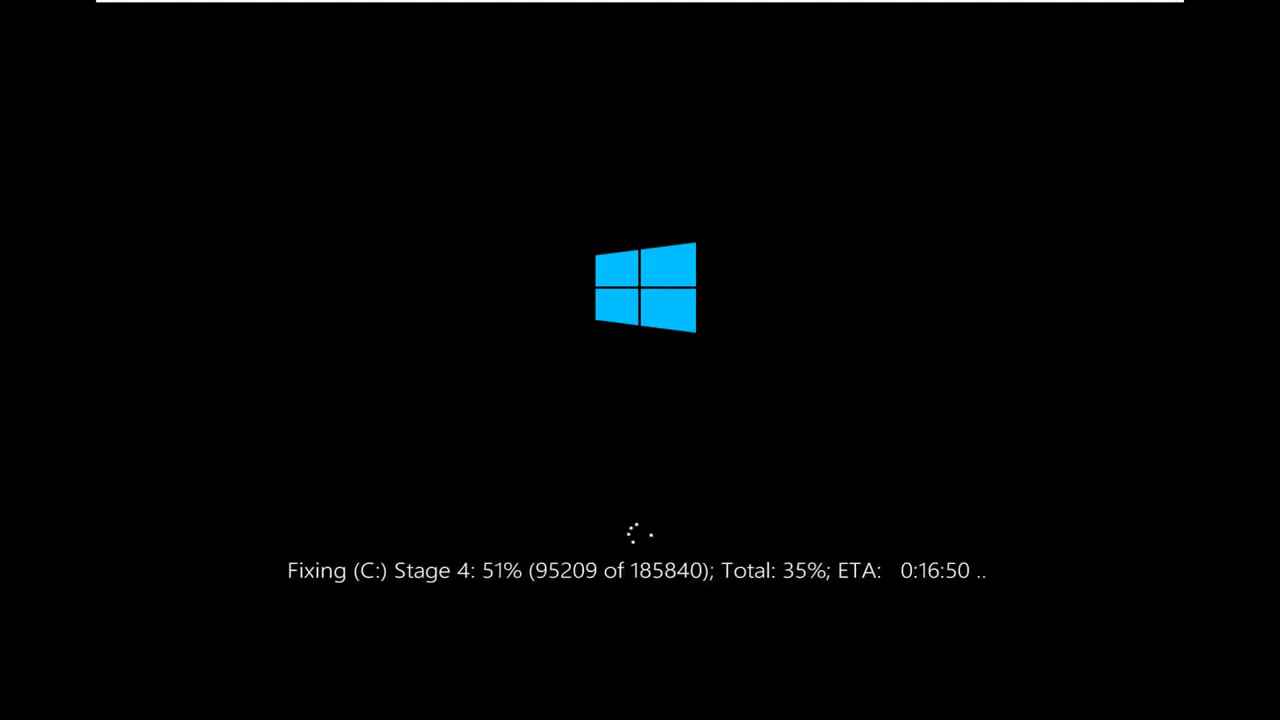 Fixing (C:) Stage 4: 51% (95209 of 185840); Total: 35%; ETA:   0:16:50 ..